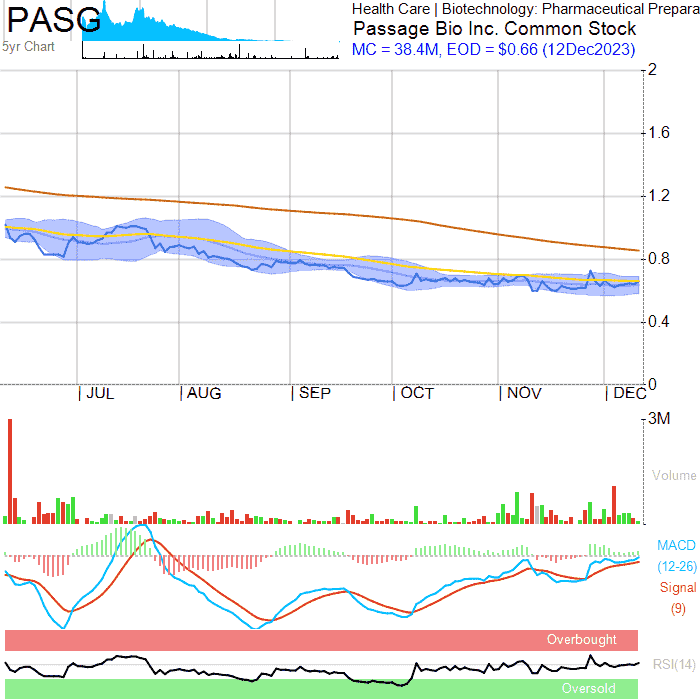 PASG
5yr Chart
Health Care | Biotechnology: Pharmaceutical Prepara
Passage Bio Inc. Common Stock
MC = 38.4M, EOD = $0.66 (12Dec2023)
2
1.6
1.2
0.8
0.4
0
| JUL | AUG | SEP | OCT | NOV | DEC
3M
Volume
MACD
(12-26)
Signal
(9)
Overbought
RSI(14)
Oversold